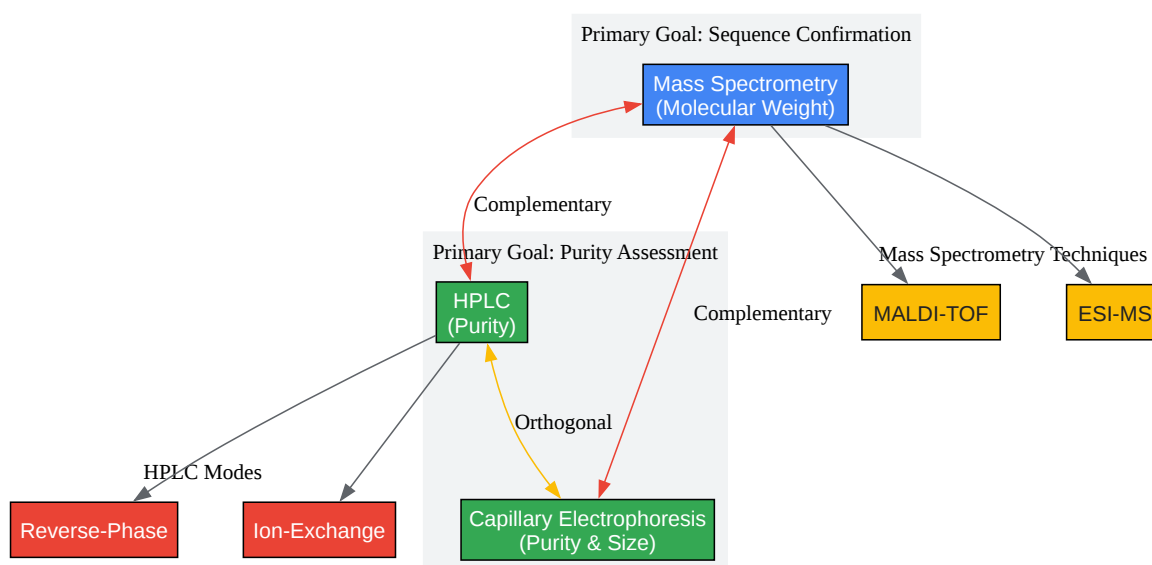 Primary Goal: Sequence Confirmation
Mass Spectrometry
(Molecular Weight)
Complementary
Primary Goal: Purity Assessment
Mass Spectrometry Techniques
HPLC
(Purity)
Complementary
MALDI-TOF
ESI-MS
Orthogonal
HPLC Modes
Reverse-Phase
Ion-Exchange
Capillary Electrophoresis
(Purity & Size)